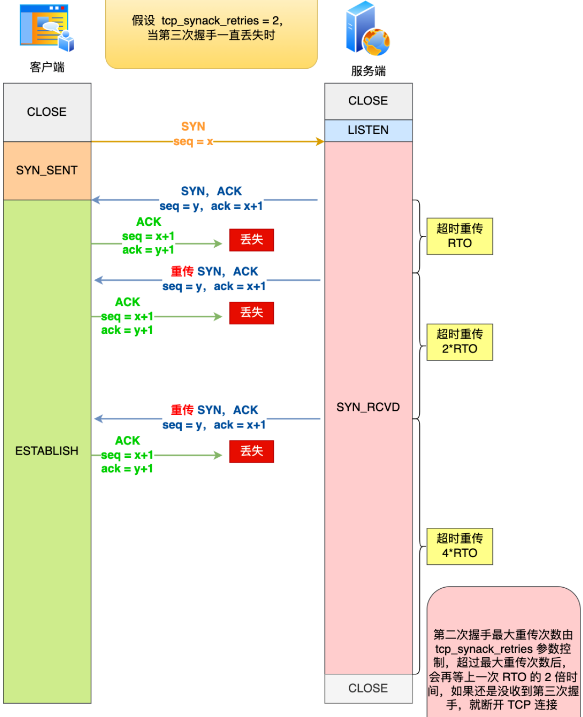 假设 tcp_synack_retries = 2，
当第三次握手一直丢失时
客户端
服务端
CLOSE
CLOSE
LISTEN
SYN
seq = x
SYN_SENT
SYN，ACK
seq = y，ack = x+1
ACK
seq = x+1
ack = y+1
丢失
超时重传
RTO
重传 SYN，ACK
seq = y，ack = x+1
ACK
seq = x+1
ack = y+1
丢失
超时重传
2*RTO
SYN_RCVD
重传 SYN，ACK
seq = y，ack = x+1
ESTABLISH
ACK
seq = x+1
ack = y+1
丢失
超时重传
4*RTO
第二次握手最大重传次数由
tcp_synack_retries 参数控
制，超过最大重传次数后，
会再等上一次 RTO 的 2 倍时
间，如果还是没收到第三次握
手，就断开 TCP 连接
CLOSE